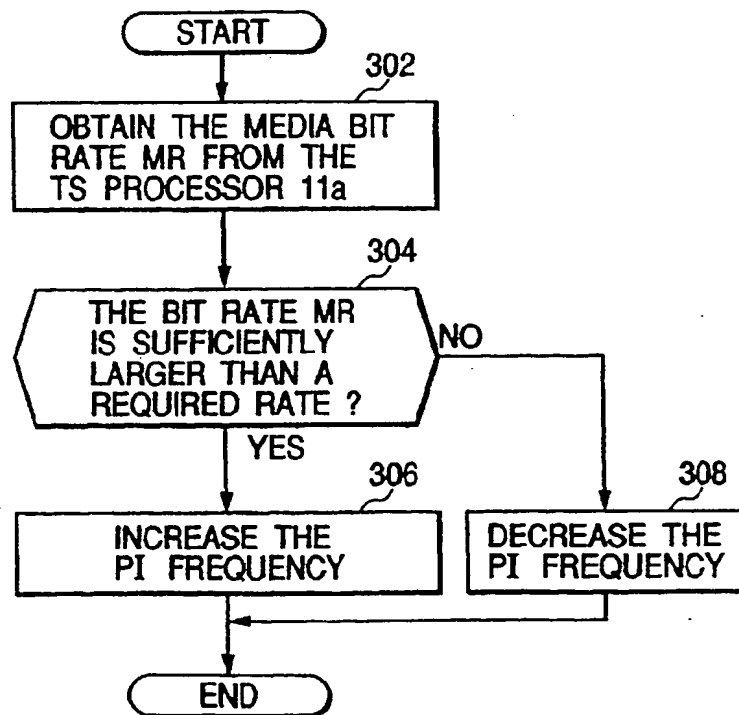 START
302
OBTAIN THE MEDIA BIT
RATE MR FROM THE
TS PROCESSOR 11a
304
THE BIT RATE MR
IS SUFFICIENTLY
LARGER THAN A
REQUIRED RATE ?
NO
YES
306
INCREASE THE
PI FREQUENCY
308
DECREASE THE
PI FREQUENCY
END